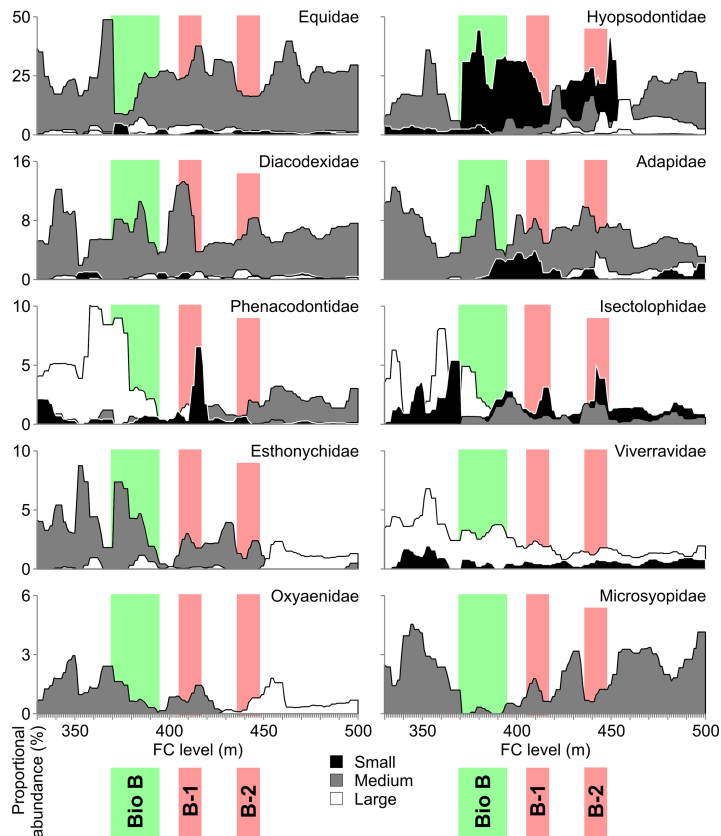 50
25
0
Equidae
Hyopsodontidae
16
8
0
Diacodexidae
Adapidae
10
5
0
Phenacodontidae
Isectolophidae
10
5
0
Esthonychidae
Viverravidae
6
3
0
Oxyaenidae
Microsyopidae
350 400 450 500
350 400 450 500
FC level (m)
FC level (m)
Proportional
abundance (%)
Bio B
B-1
B-2
Small
Medium
Large
Bio B
B-1
B-2